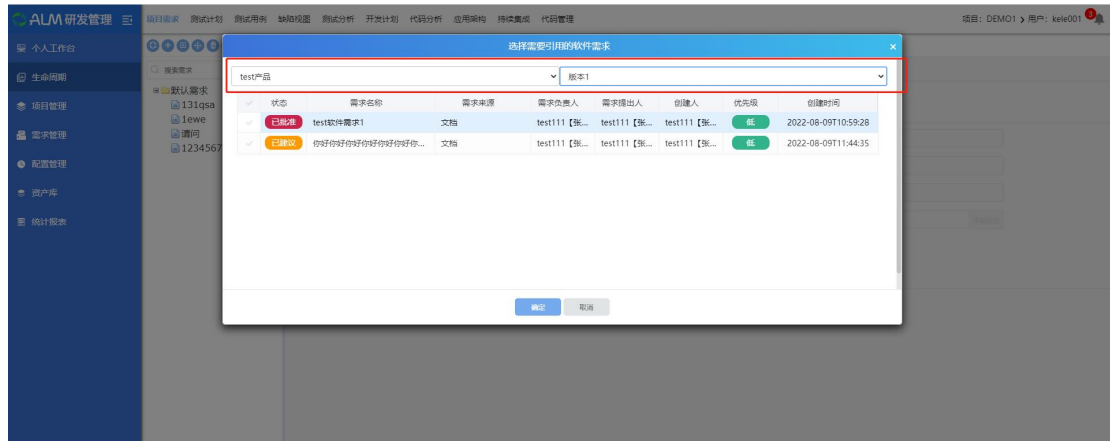 ALM研发管理 项目需求 测试计划 测试用例 缺陷视图 测试分析 开发计划 代码分析 应用架构 持续集成 代码管理 项目: DEMO1 用户: kele001 3
个人工作台
生命周期
项目管理
需求管理
配置管理
资产库
统计报表
搜索需求
默认需求
131qsa
1ewe
请问
1234567
选择需要引用的软件需求 ×
test产品 版本1
状态 需求名称 需求来源 需求负责人 需求提出人 创建人 优先级 创建时间
已批准 test软件需求1 文档 test111【张... test111【张... test111【张... 低 2022-08-09T10:59:28
已建议 你好你好你好你好你好你... 文档 test111【张... test111【张... test111【张... 低 2022-08-09T11:44:35
确定 取消